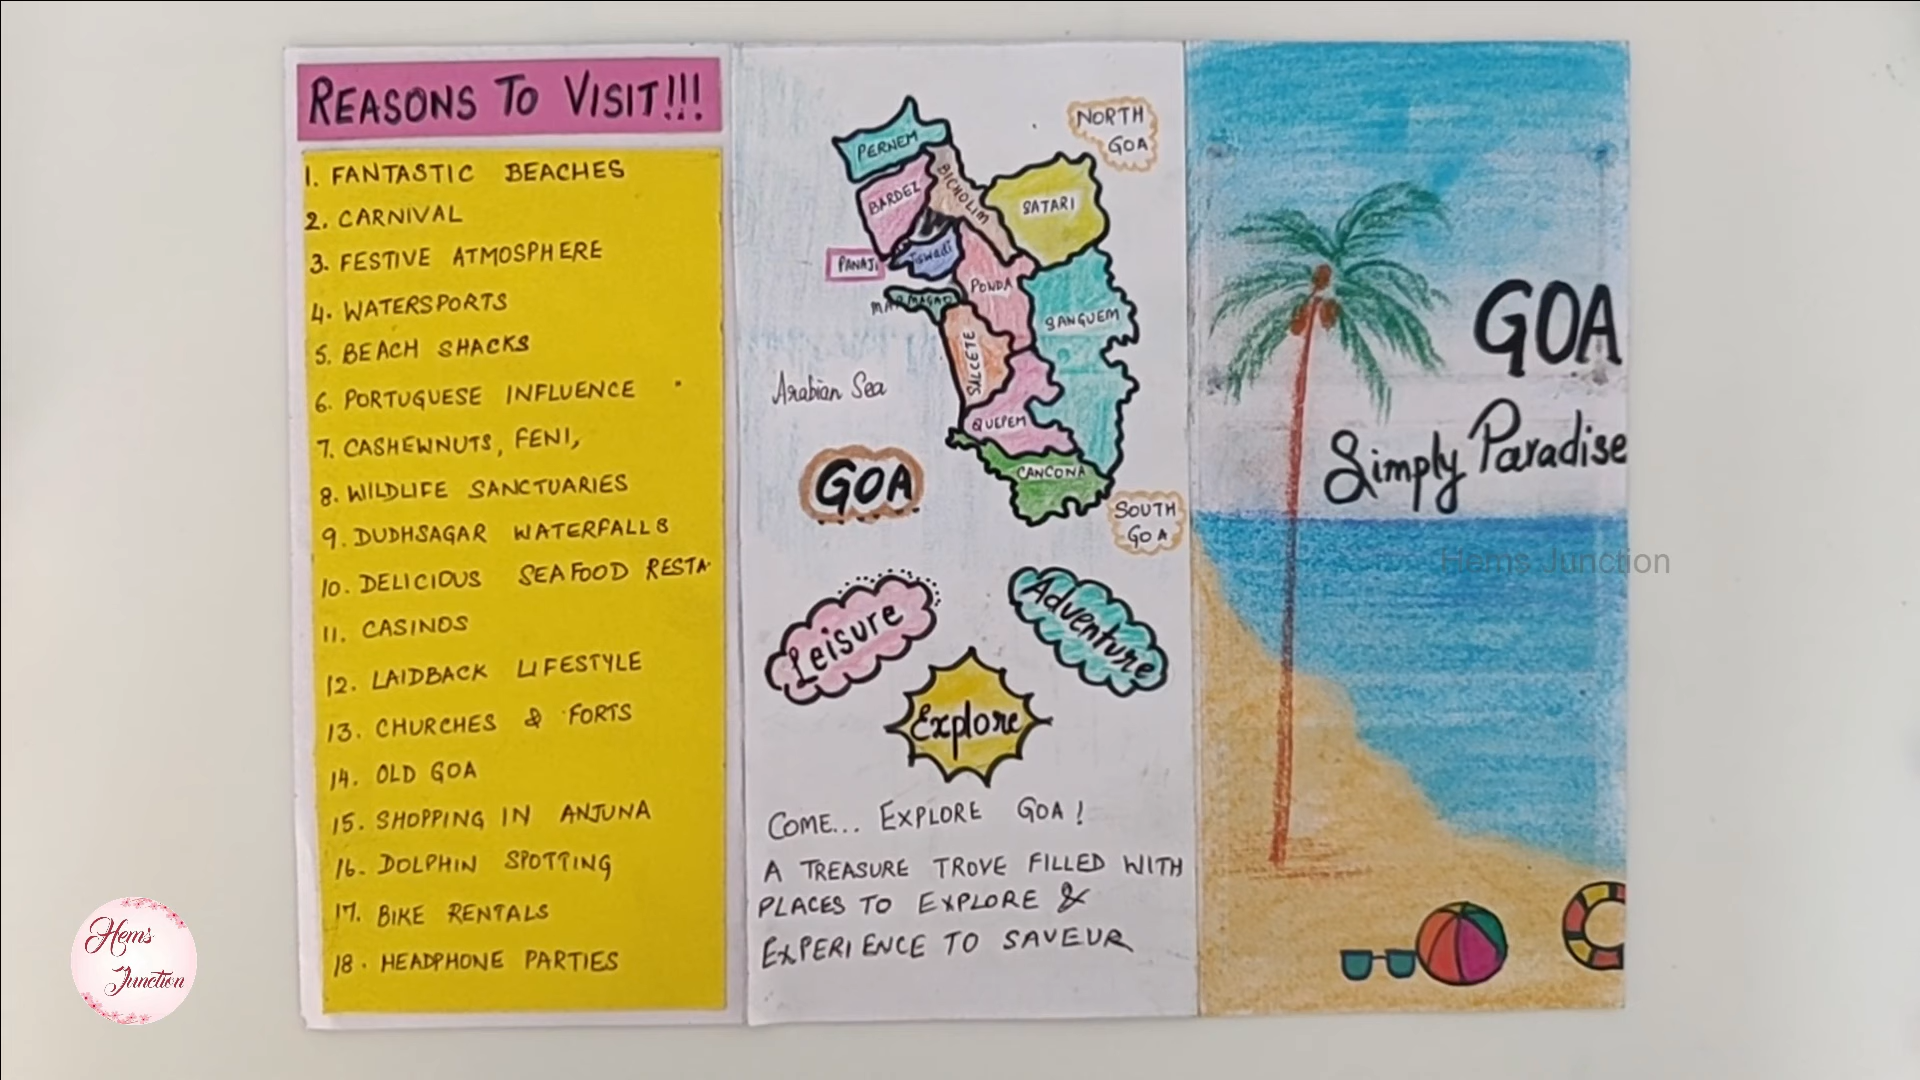 REASONS TO VISIT!!!
1. FANTASTIC BEACHES
2. CARNIVAL
3. FESTIVE ATMOSPHERE
4. WATERSPORTS
5. BEACH SHACKS
6. PORTUGUESE INFLUENCE
7. CASHEWNUTS, FENI,
8. WILDLIFE SANCTUARIES
9. DUDHSAGAR WATERFALLS
10. DELICIOUS SEAFOOD RESTA.
11. CASINOS
12. LAIDBACK LIFESTYLE
13. CHURCHES & FORTS
14. OLD GOA
15. SHOPPING IN ANJUNA
16. DOLPHIN SPOTTING
17. BIKE RENTALS
18. HEADPHONE PARTIES
NORTH
GOA
PERNEM
BICHOLIM
BARDEZ
SATARI
TISWADI
PANAJI
PONDA
MARMAGAO
SANGUEM
SALCETE
Arabian Sea
QUEPEM
CANCONA
GOA
SOUTH
GOA
Leisure
Adventure
Explore
COME... EXPLORE GOA!
A TREASURE TROVE FILLED WITH
PLACES TO EXPLORE &
EXPERIENCE TO SAVEUR
GOA
Simply Paradise
Hems Junction
Hems
Junction